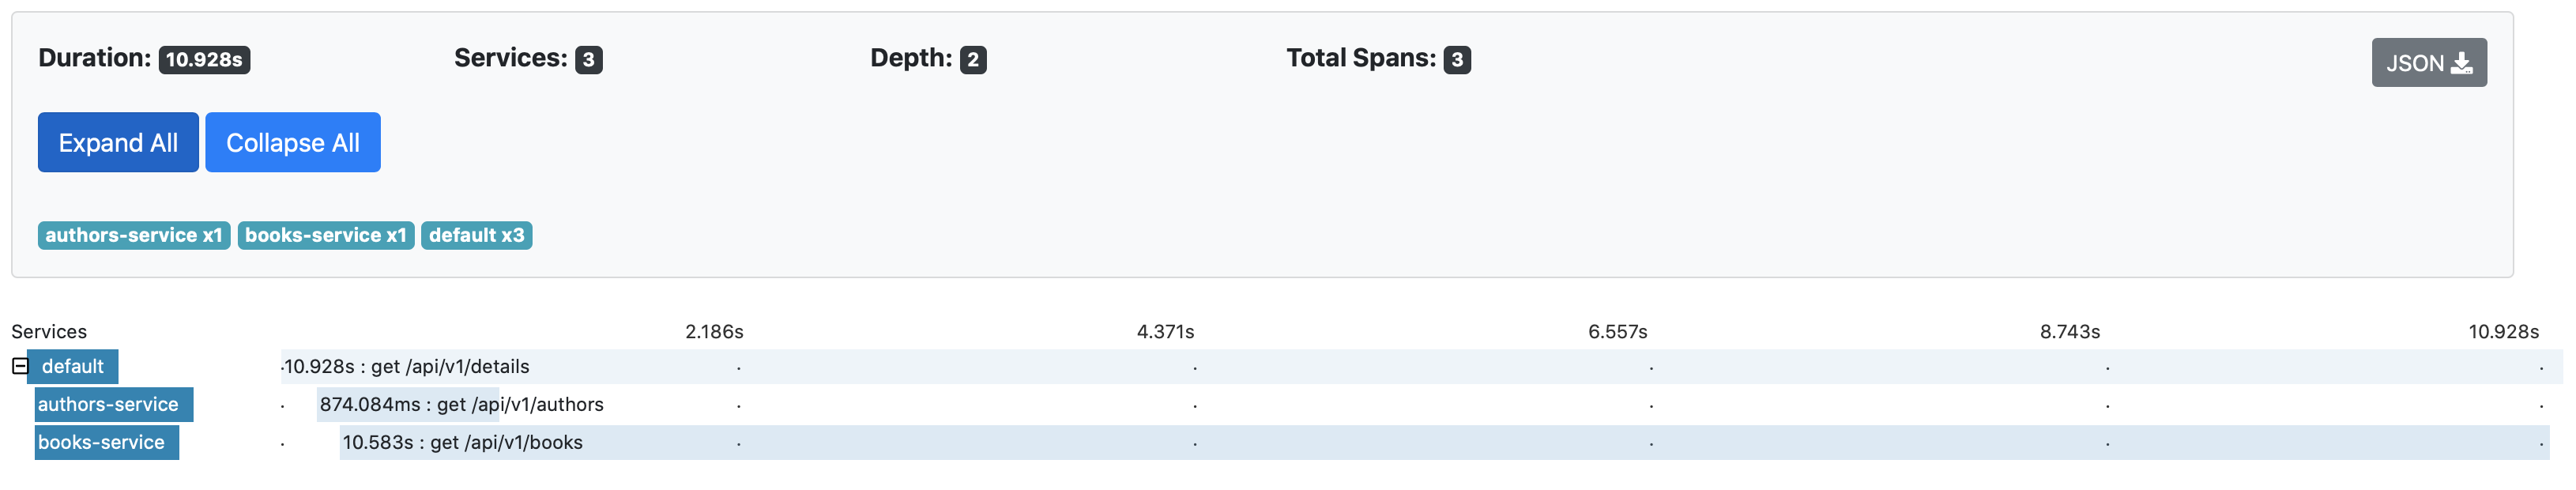 Duration: 10.928s Services: 3 Depth: 2 Total Spans: 3 JSON
Expand All Collapse All
authors-service x1 books-service x1 default x3
Services 2.186s 4.371s 6.557s 8.743s 10.928s
default 10.928s : get /api/v1/details
authors-service 874.084ms : get /api/v1/authors
books-service 10.583s : get /api/v1/books